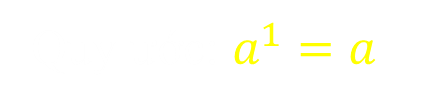 a¹ = a